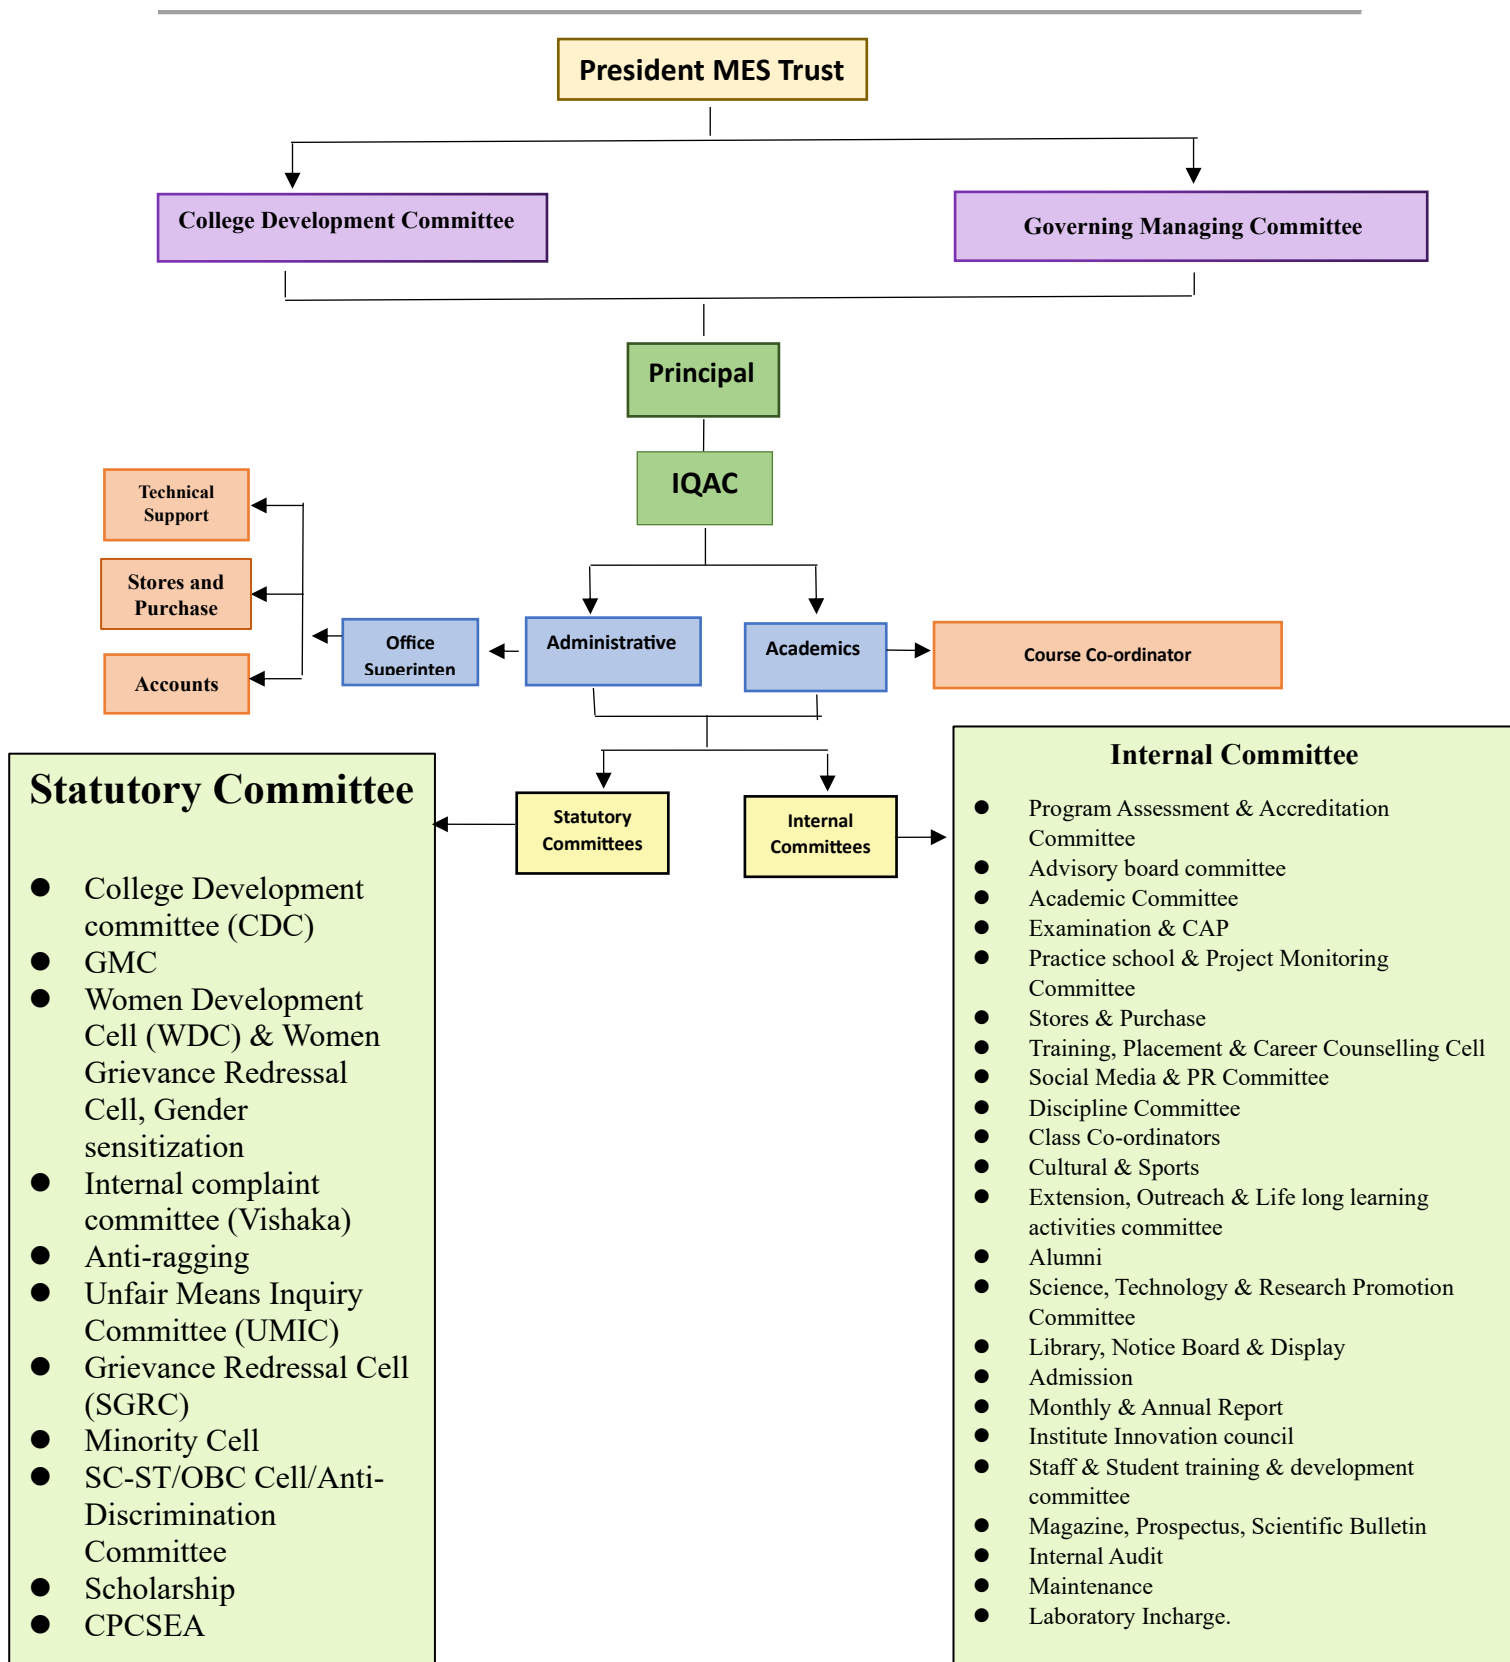 President MES Trust
College Development Committee
Governing Managing Committee
Principal
IQAC
Technical
Support
Stores and
Purchase
Accounts
Office
Superinten
Administrative
Academics
Course Co-ordinator
Statutory
Committees
Internal
Committees
Statutory Committee
● College Development
committee (CDC)
● GMC
● Women Development
Cell (WDC) & Women
Grievance Redressal
Cell, Gender
sensitization
● Internal complaint
committee (Vishaka)
● Anti-ragging
● Unfair Means Inquiry
Committee (UMIC)
● Grievance Redressal Cell
(SGRC)
● Minority Cell
● SC-ST/OBC Cell/Anti-
Discrimination
Committee
● Scholarship
● CPCSEA
Internal Committee
● Program Assessment & Accreditation
Committee
● Advisory board committee
● Academic Committee
● Examination & CAP
● Practice school & Project Monitoring
Committee
● Stores & Purchase
● Training, Placement & Career Counselling Cell
● Social Media & PR Committee
● Discipline Committee
● Class Co-ordinators
● Cultural & Sports
● Extension, Outreach & Life long learning
activities committee
● Alumni
● Science, Technology & Research Promotion
Committee
● Library, Notice Board & Display
● Admission
● Monthly & Annual Report
● Institute Innovation council
● Staff & Student training & development
committee
● Magazine, Prospectus, Scientific Bulletin
● Internal Audit
● Maintenance
● Laboratory Incharge.